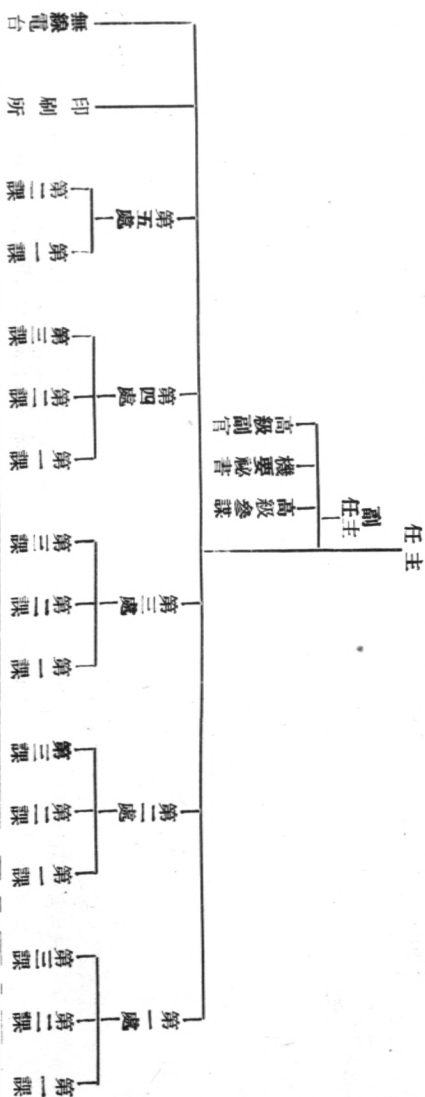 主任
副主任
高級參謀
機要祕書
高級副官
第一處
第一課
第二課
第三課
第二處
第一課
第二課
第三課
第三處
第一課
第二課
第三課
第四處
第一課
第二課
第三課
第五處
第一課
第二課
印刷所
無線電台